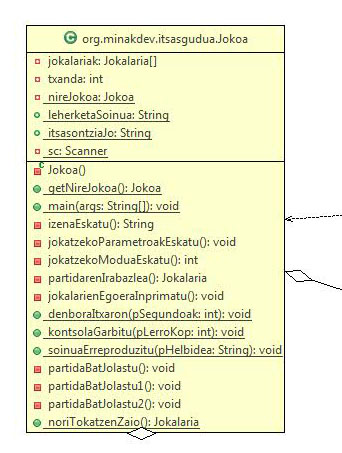 C org.minakdev.itsasgudua.Jokoa
jokalariak: Jokalaria[]
txanda: int
nireJokoa: Jokoa
leherketaSoinua: String
itsasontziaJo: String
sc: Scanner
c Jokoa()
getNireJokoa(): Jokoa
main(args: String[]): void
izenaEskatu(): String
jokatzekoParametroakEskatu(): void
jokatzekoModuaEskatu(): int
partidarenIrabazlea(): Jokalaria
jokalarienEgoeraInprimatu(): void
denboraItxaron(pSegundoak: int): void
kontsolaGarbitu(pLerroKop: int): void
soinuaErreproduzitu(pHelbidea: String): void
partidaBatJolastu(): void
partidaBatJolastu1(): void
partidaBatJolastu2(): void
noriTokatzenZaio(): Jokalaria